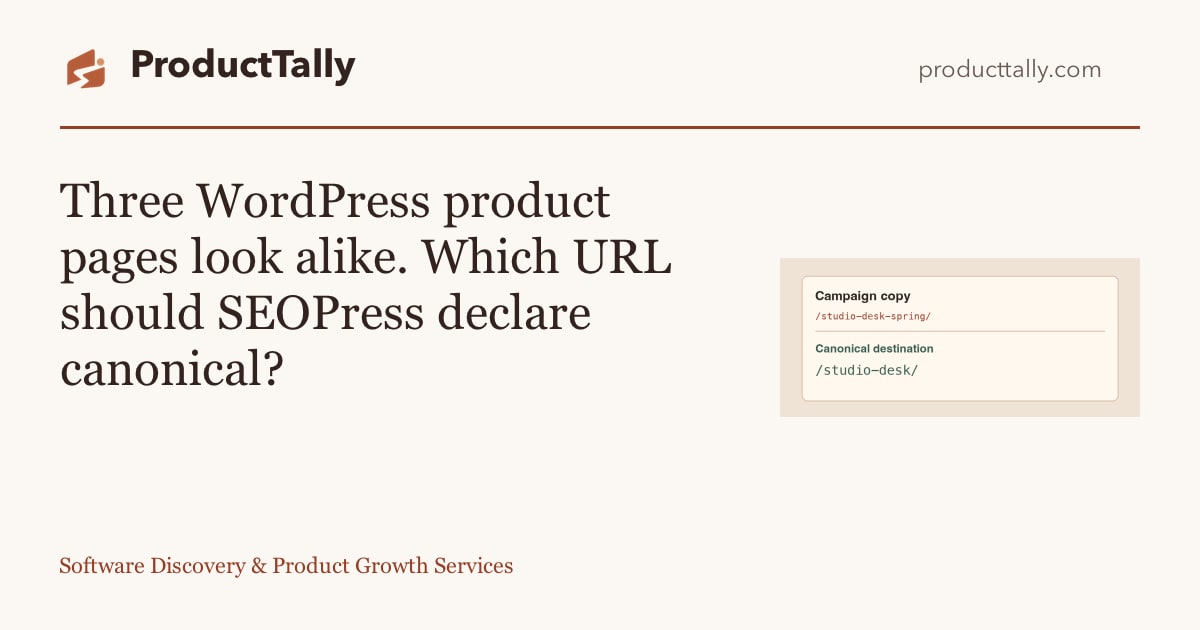 ProductTally
producttally.com
Three WordPress product
pages look alike. Which URL
should SEOPress declare
canonical?
Campaign copy
/studio-desk-spring/
Canonical destination
/studio-desk/
Software Discovery & Product Growth Services